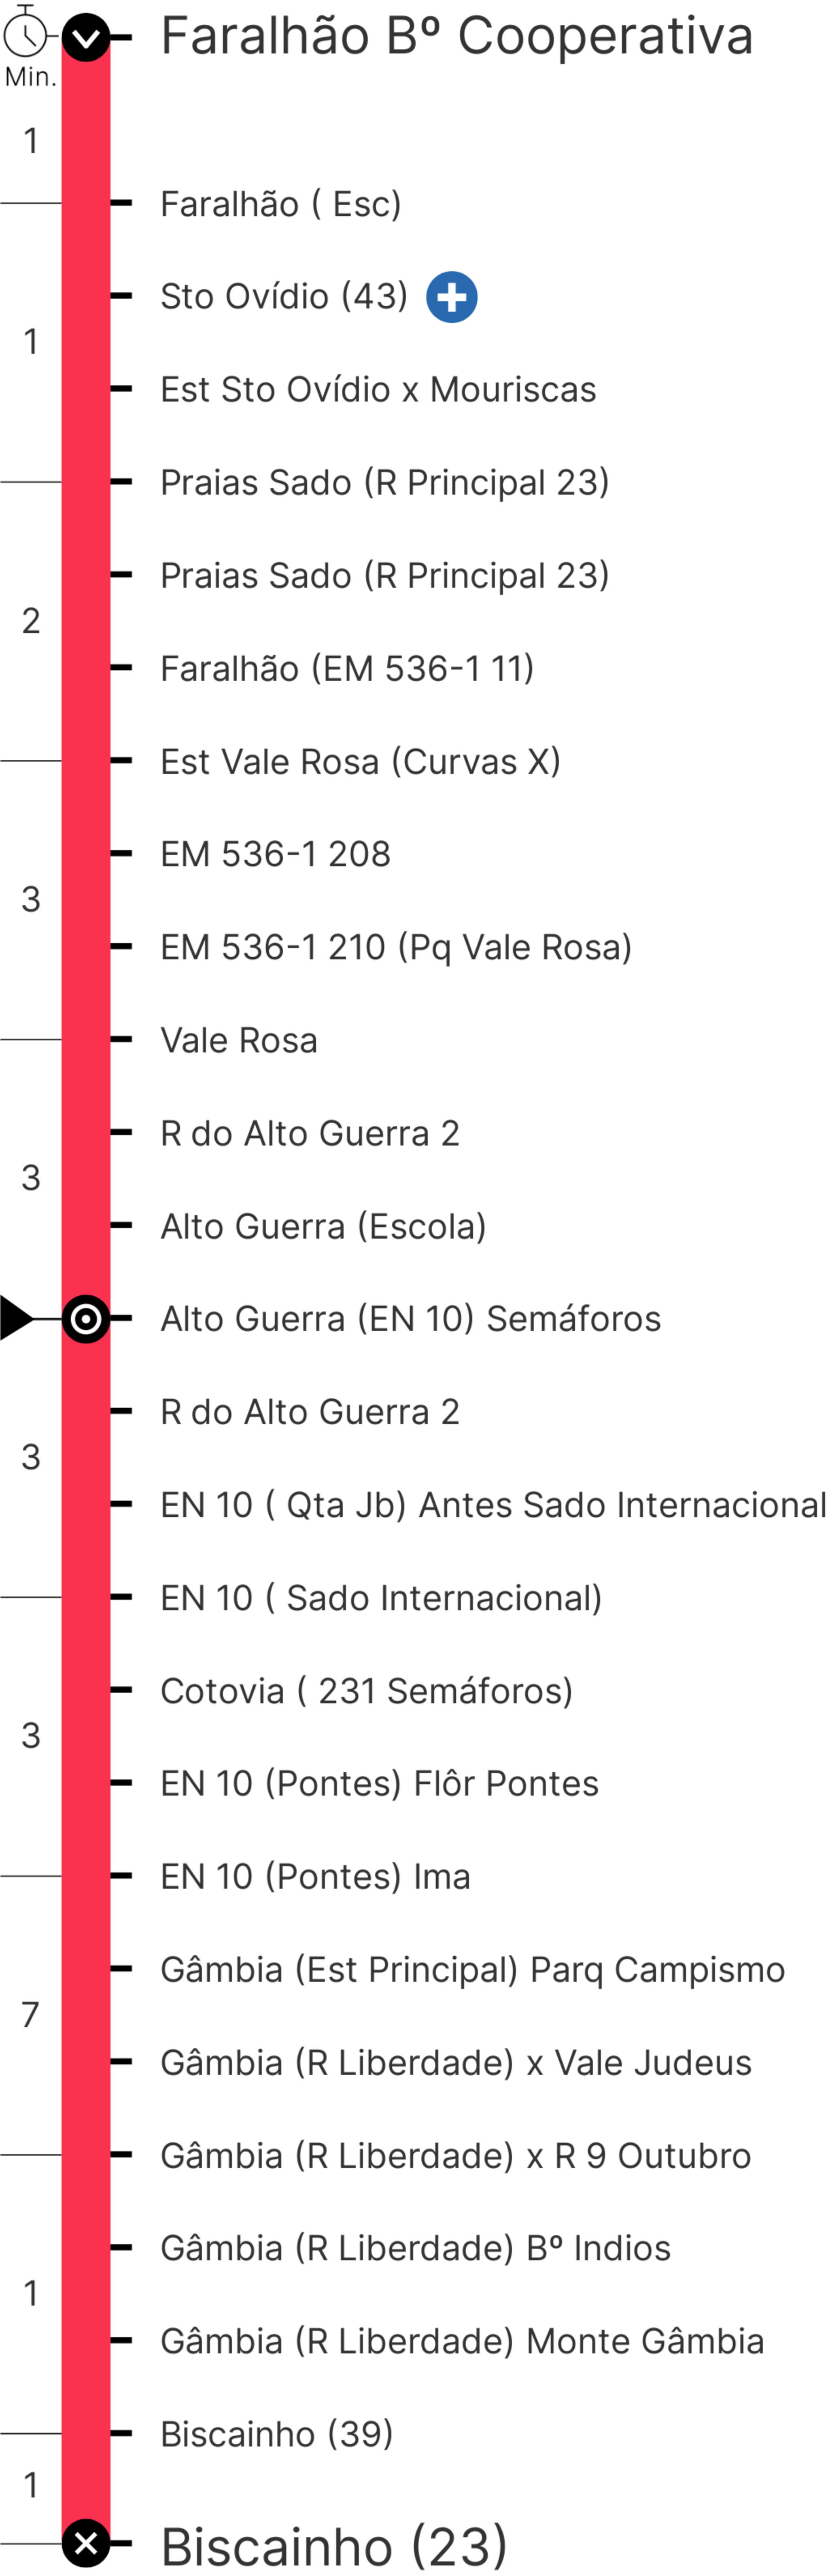 Faralhão Bº Cooperativa
Min.
1
Faralhão ( Esc)
Sto Ovídio (43)
1
Est Sto Ovídio x Mouriscas
Praias Sado (R Principal 23)
Praias Sado (R Principal 23)
2
Faralhão (EM 536-1 11)
Est Vale Rosa (Curvas X)
EM 536-1 208
3
EM 536-1 210 (Pq Vale Rosa)
Vale Rosa
R do Alto Guerra 2
3
Alto Guerra (Escola)
Alto Guerra (EN 10) Semáforos
R do Alto Guerra 2
3
EN 10 ( Qta Jb) Antes Sado Internacional
EN 10 ( Sado Internacional)
Cotovia ( 231 Semáforos)
3
EN 10 (Pontes) Flôr Pontes
EN 10 (Pontes) Ima
Gâmbia (Est Principal) Parq Campismo
7
Gâmbia (R Liberdade) x Vale Judeus
Gâmbia (R Liberdade) x R 9 Outubro
Gâmbia (R Liberdade) Bº Indios
1
Gâmbia (R Liberdade) Monte Gâmbia
Biscainho (39)
1
Biscainho (23)